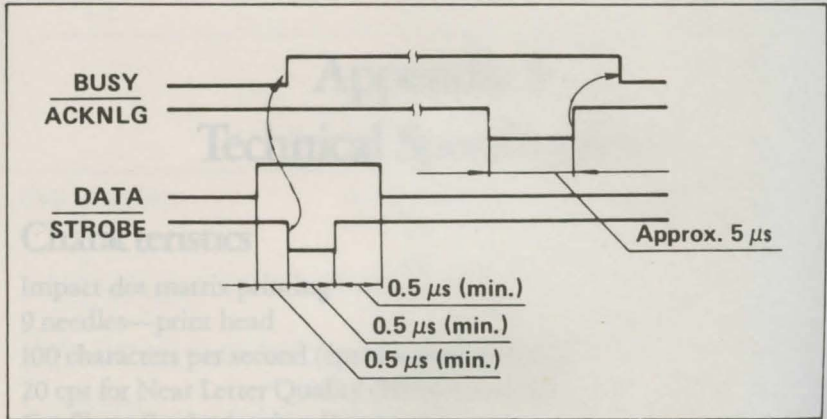 BUSY
ACKNLG
DATA
STROBE
Approx. 5 µs
0.5 µs (min.)
0.5 µs (min.)
0.5 µs (min.)
Appendix
Technical
Characteristics
Impact dot matrix printing
9 needles—print head
100 characters per second
20 cps for Near Letter Quality